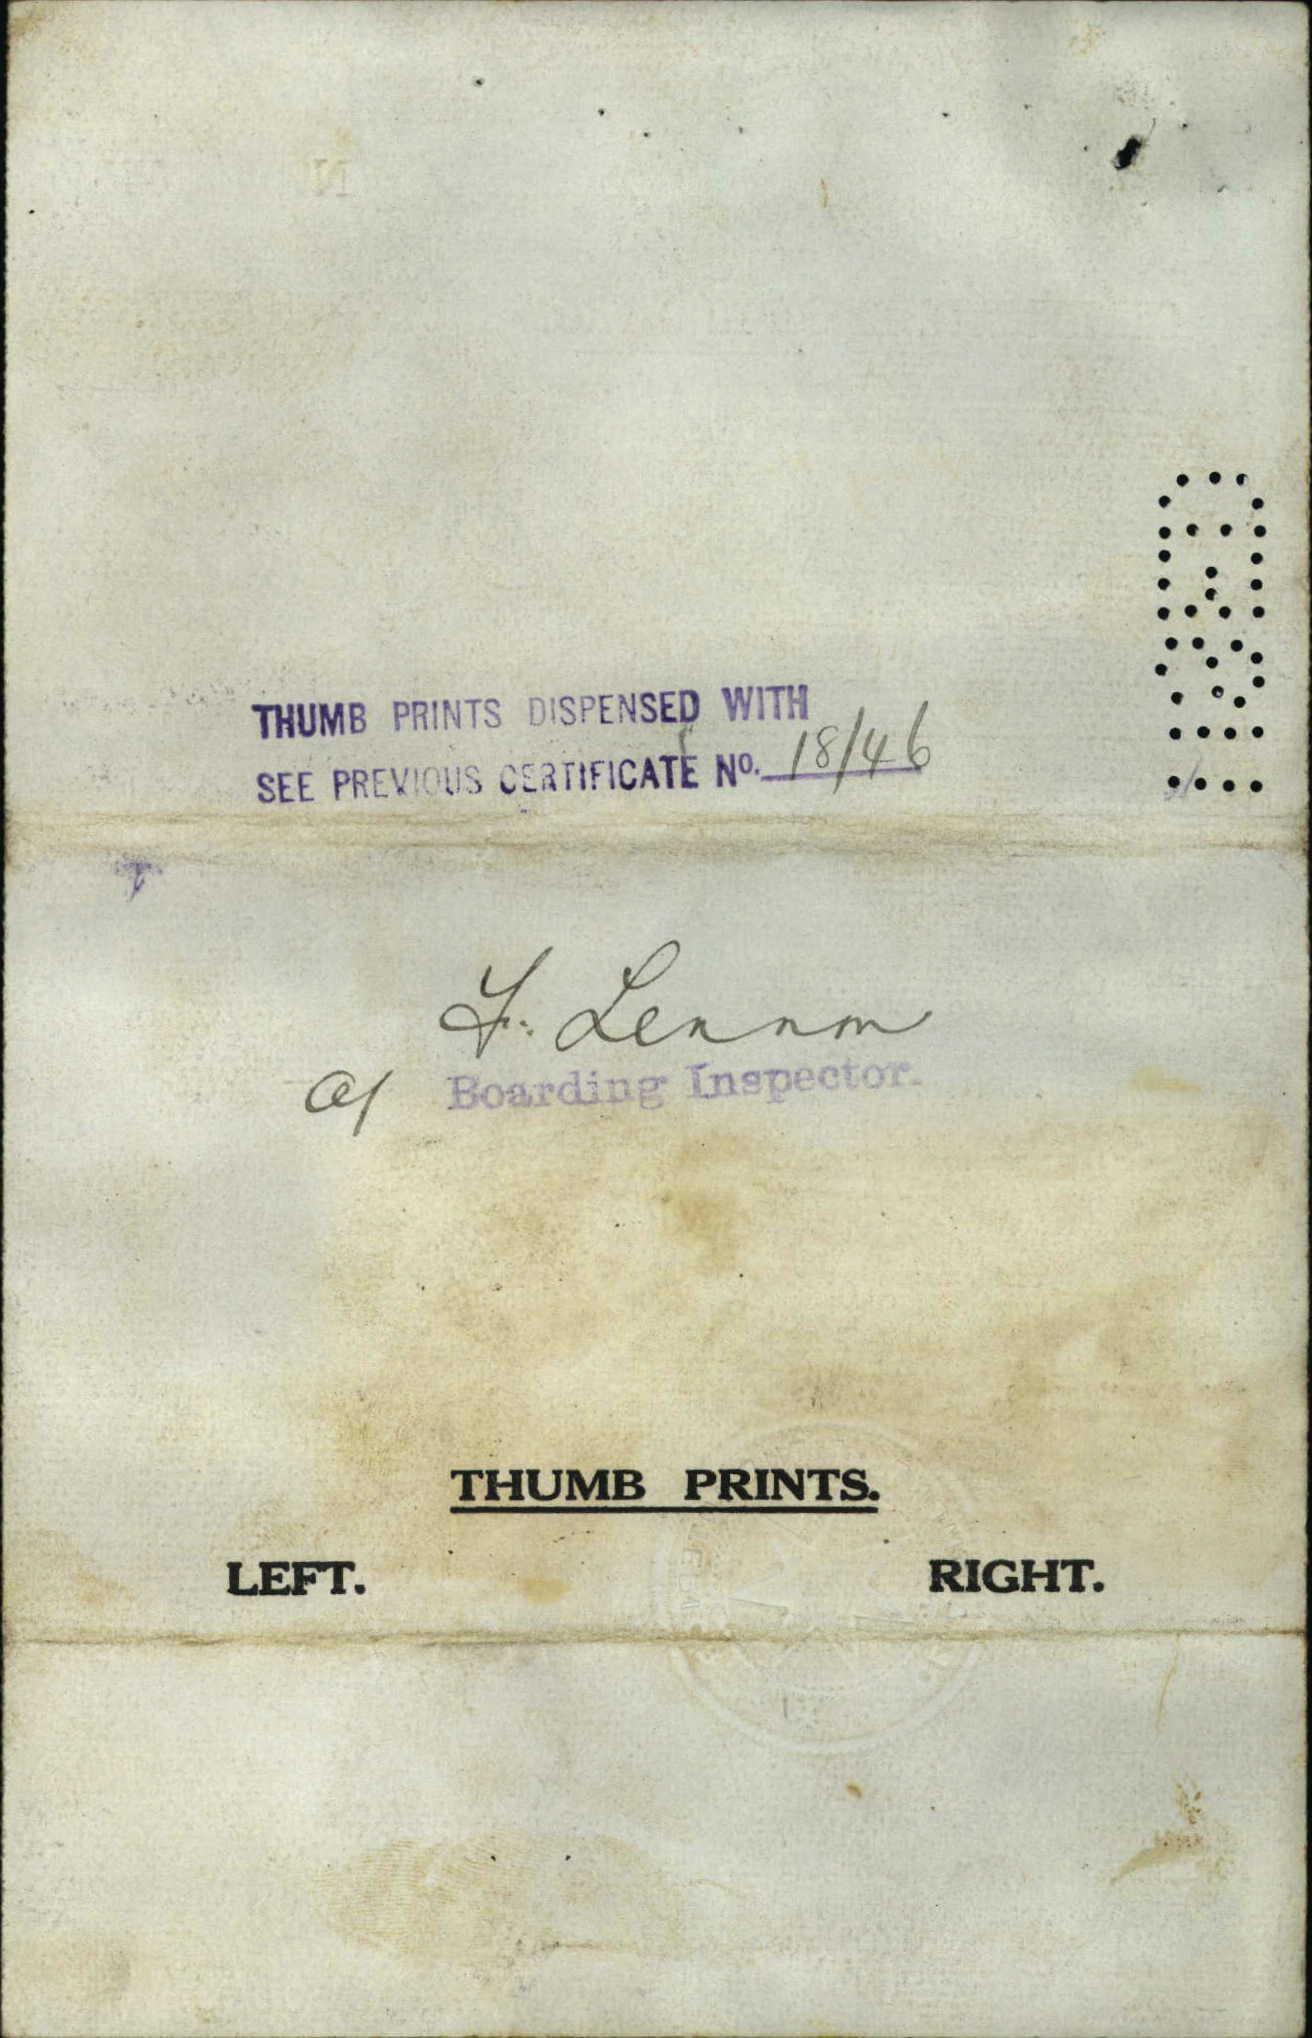 THUMB PRINTS DISPENSED WITH
SEE PREVIOUS CERTIFICATE No. 18/46
F. Lennon
a/ Boarding Inspector.
THUMB PRINTS.
LEFT.
RIGHT.